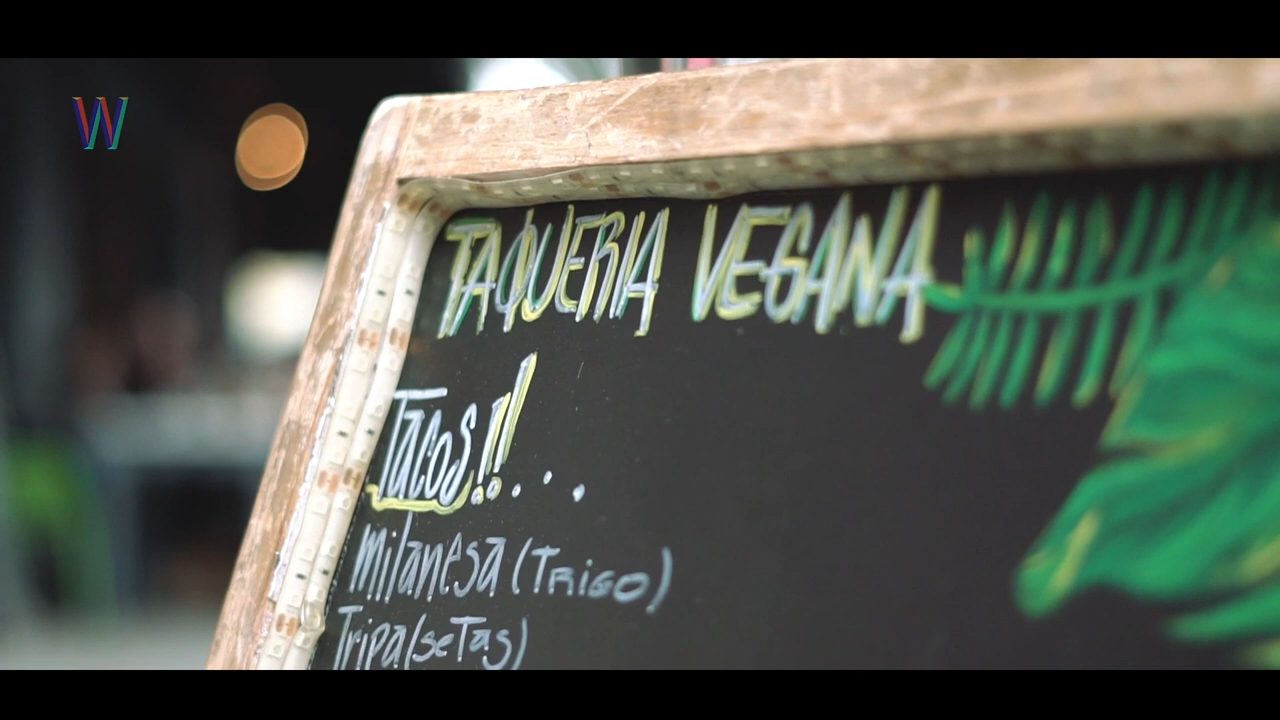 W
TAQUERIA VEGANA
Tacos!!...
Milanesa (TRIGO)
Tripa (seTas)